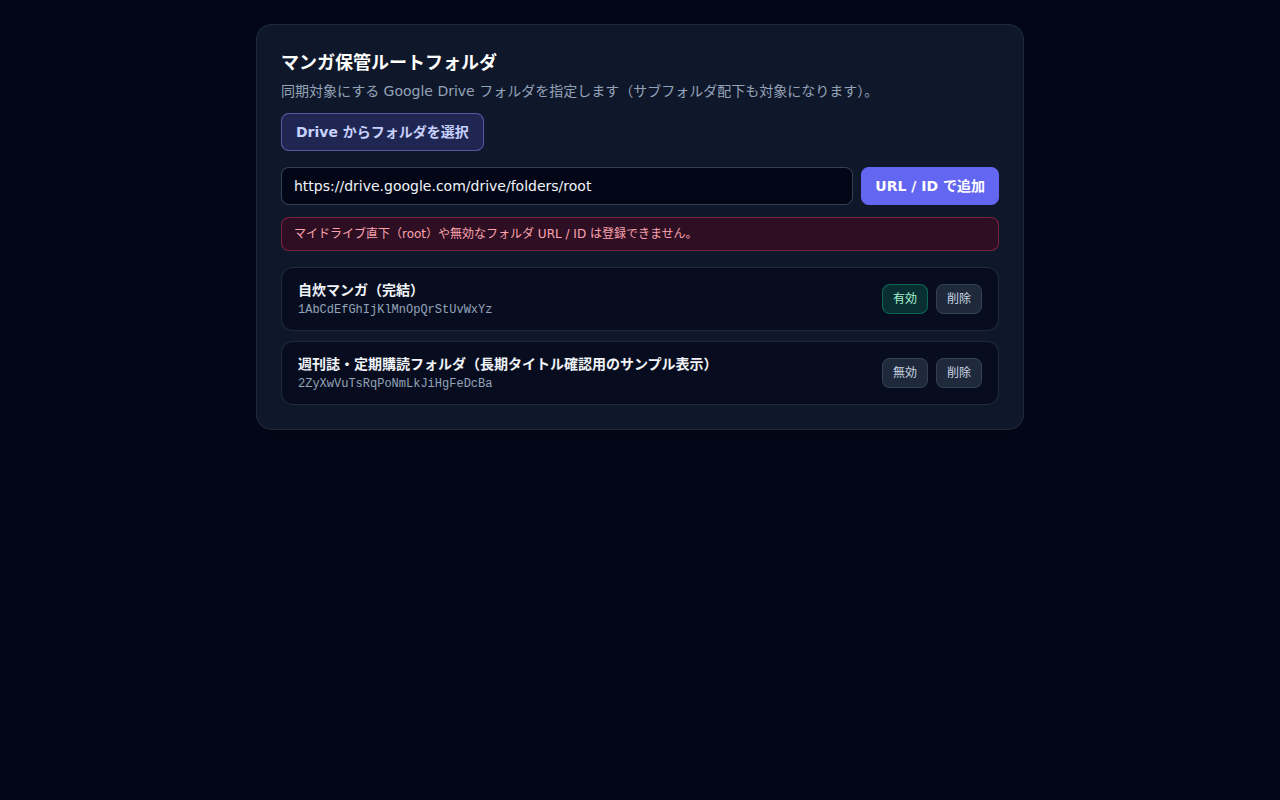 マンガ保管ルートフォルダ
同期対象にする Google Drive フォルダを指定します（サブフォルダ配下も対象になります）。
Drive からフォルダを選択
https://drive.google.com/drive/folders/root
URL / ID で追加
マイドライブ直下（root）や無効なフォルダ URL / ID は登録できません。
自炊マンガ（完結）
1AbCdEfGhIjKlMnOpQrStUvWxYz
有効
削除
週刊誌・定期購読フォルダ（長期タイトル確認用のサンプル表示）
2ZyXwVuTsRqPoNmLkJiHgFeDcBa
無効
削除